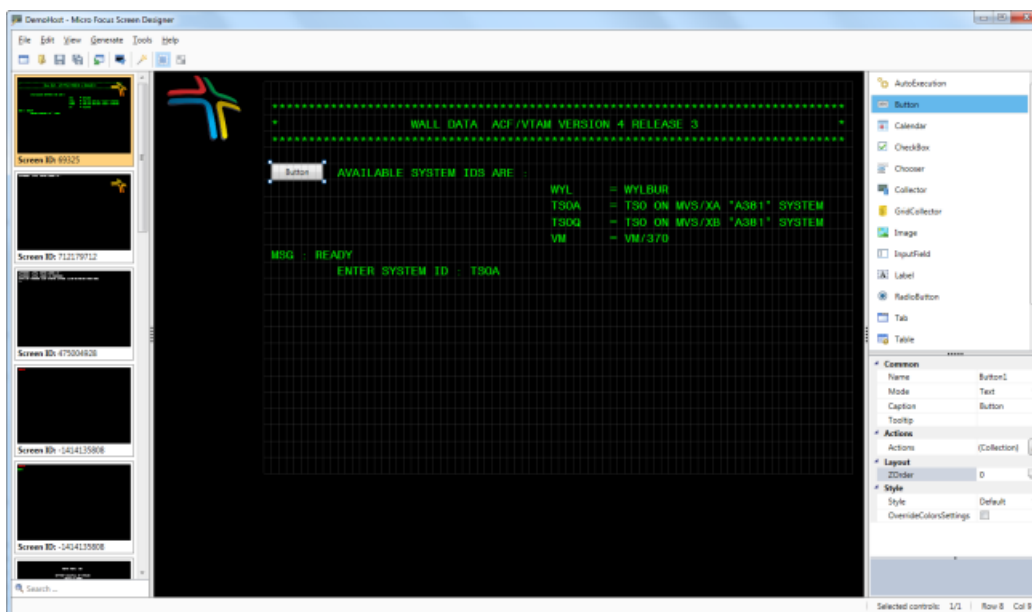 DemoHost - Micro Focus Screen Designer
File Edit View Generate Tools Help
Screen ID: 69325
Screen ID: 712179712
Screen ID: 475004928
Screen ID: -1414135808
Screen ID: -1414135808
Search ...
********************************************************************************
* WALL DATA ACF/VTAM VERSION 4 RELEASE 3 *
********************************************************************************
Button AVAILABLE SYSTEM IDS ARE :
WYL = WYLBUR
TSOA = TSO ON MVS/XA "A381" SYSTEM
TSOQ = TSO ON MVS/XB "A381" SYSTEM
VM = VM/370
MSG : READY
ENTER SYSTEM ID : TSOA
AutoExecution
Button
Calendar
CheckBox
Chooser
Collector
GridCollector
Image
InputField
Label
RadioButton
Tab
Table
Common
Name Button1
Mode Text
Caption Button
Tooltip
Actions
Actions (Collection)
Layout
ZOrder 0
Style
Style Default
OverrideColorsSettings
Selected controls: 1/1 Row 8 Col